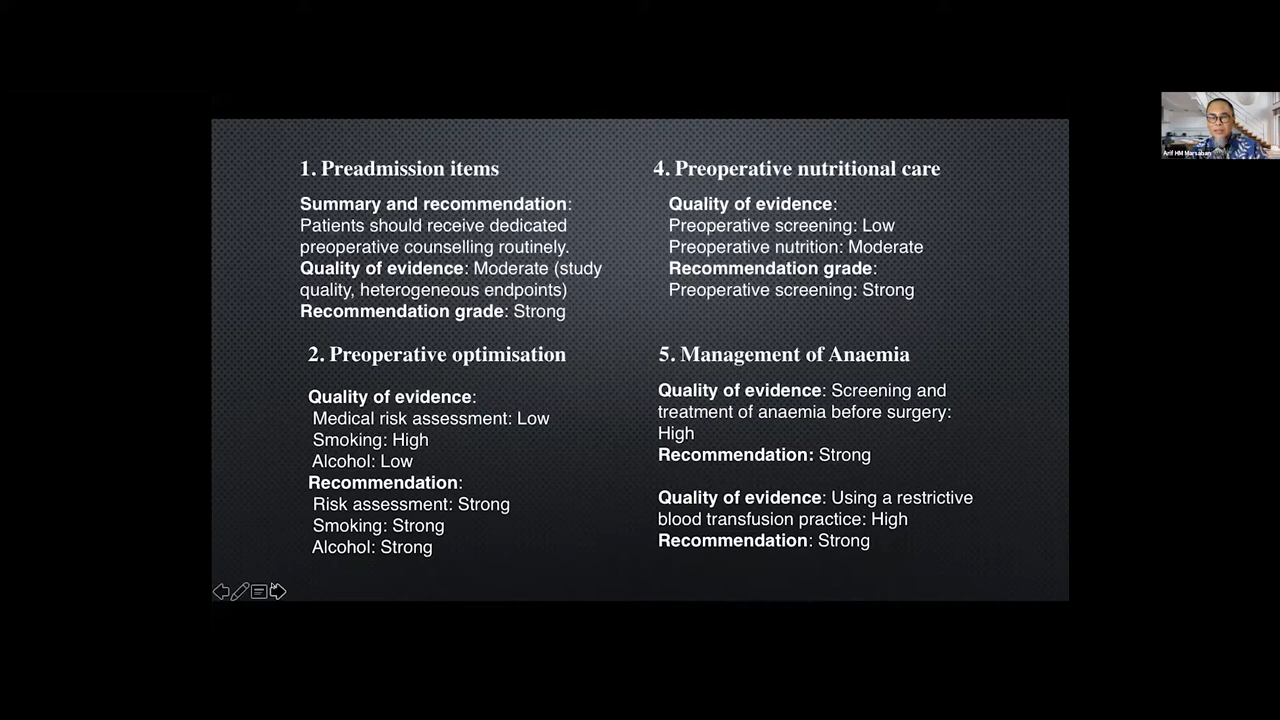 1. Preadmission items
Summary and recommendation:
Patients should receive dedicated
preoperative counselling routinely.
Quality of evidence: Moderate (study
quality, heterogeneous endpoints)
Recommendation grade: Strong
2. Preoperative optimisation
Quality of evidence:
Medical risk assessment: Low
Smoking: High
Alcohol: Low
Recommendation:
Risk assessment: Strong
Smoking: Strong
Alcohol: Strong
4. Preoperative nutritional care
Quality of evidence:
Preoperative screening: Low
Preoperative nutrition: Moderate
Recommendation grade:
Preoperative screening: Strong
5. Management of Anaemia
Quality of evidence: Screening and
treatment of anaemia before surgery:
High
Recommendation: Strong
Quality of evidence: Using a restrictive
blood transfusion practice: High
Recommendation: Strong
Arif HM Marsaban